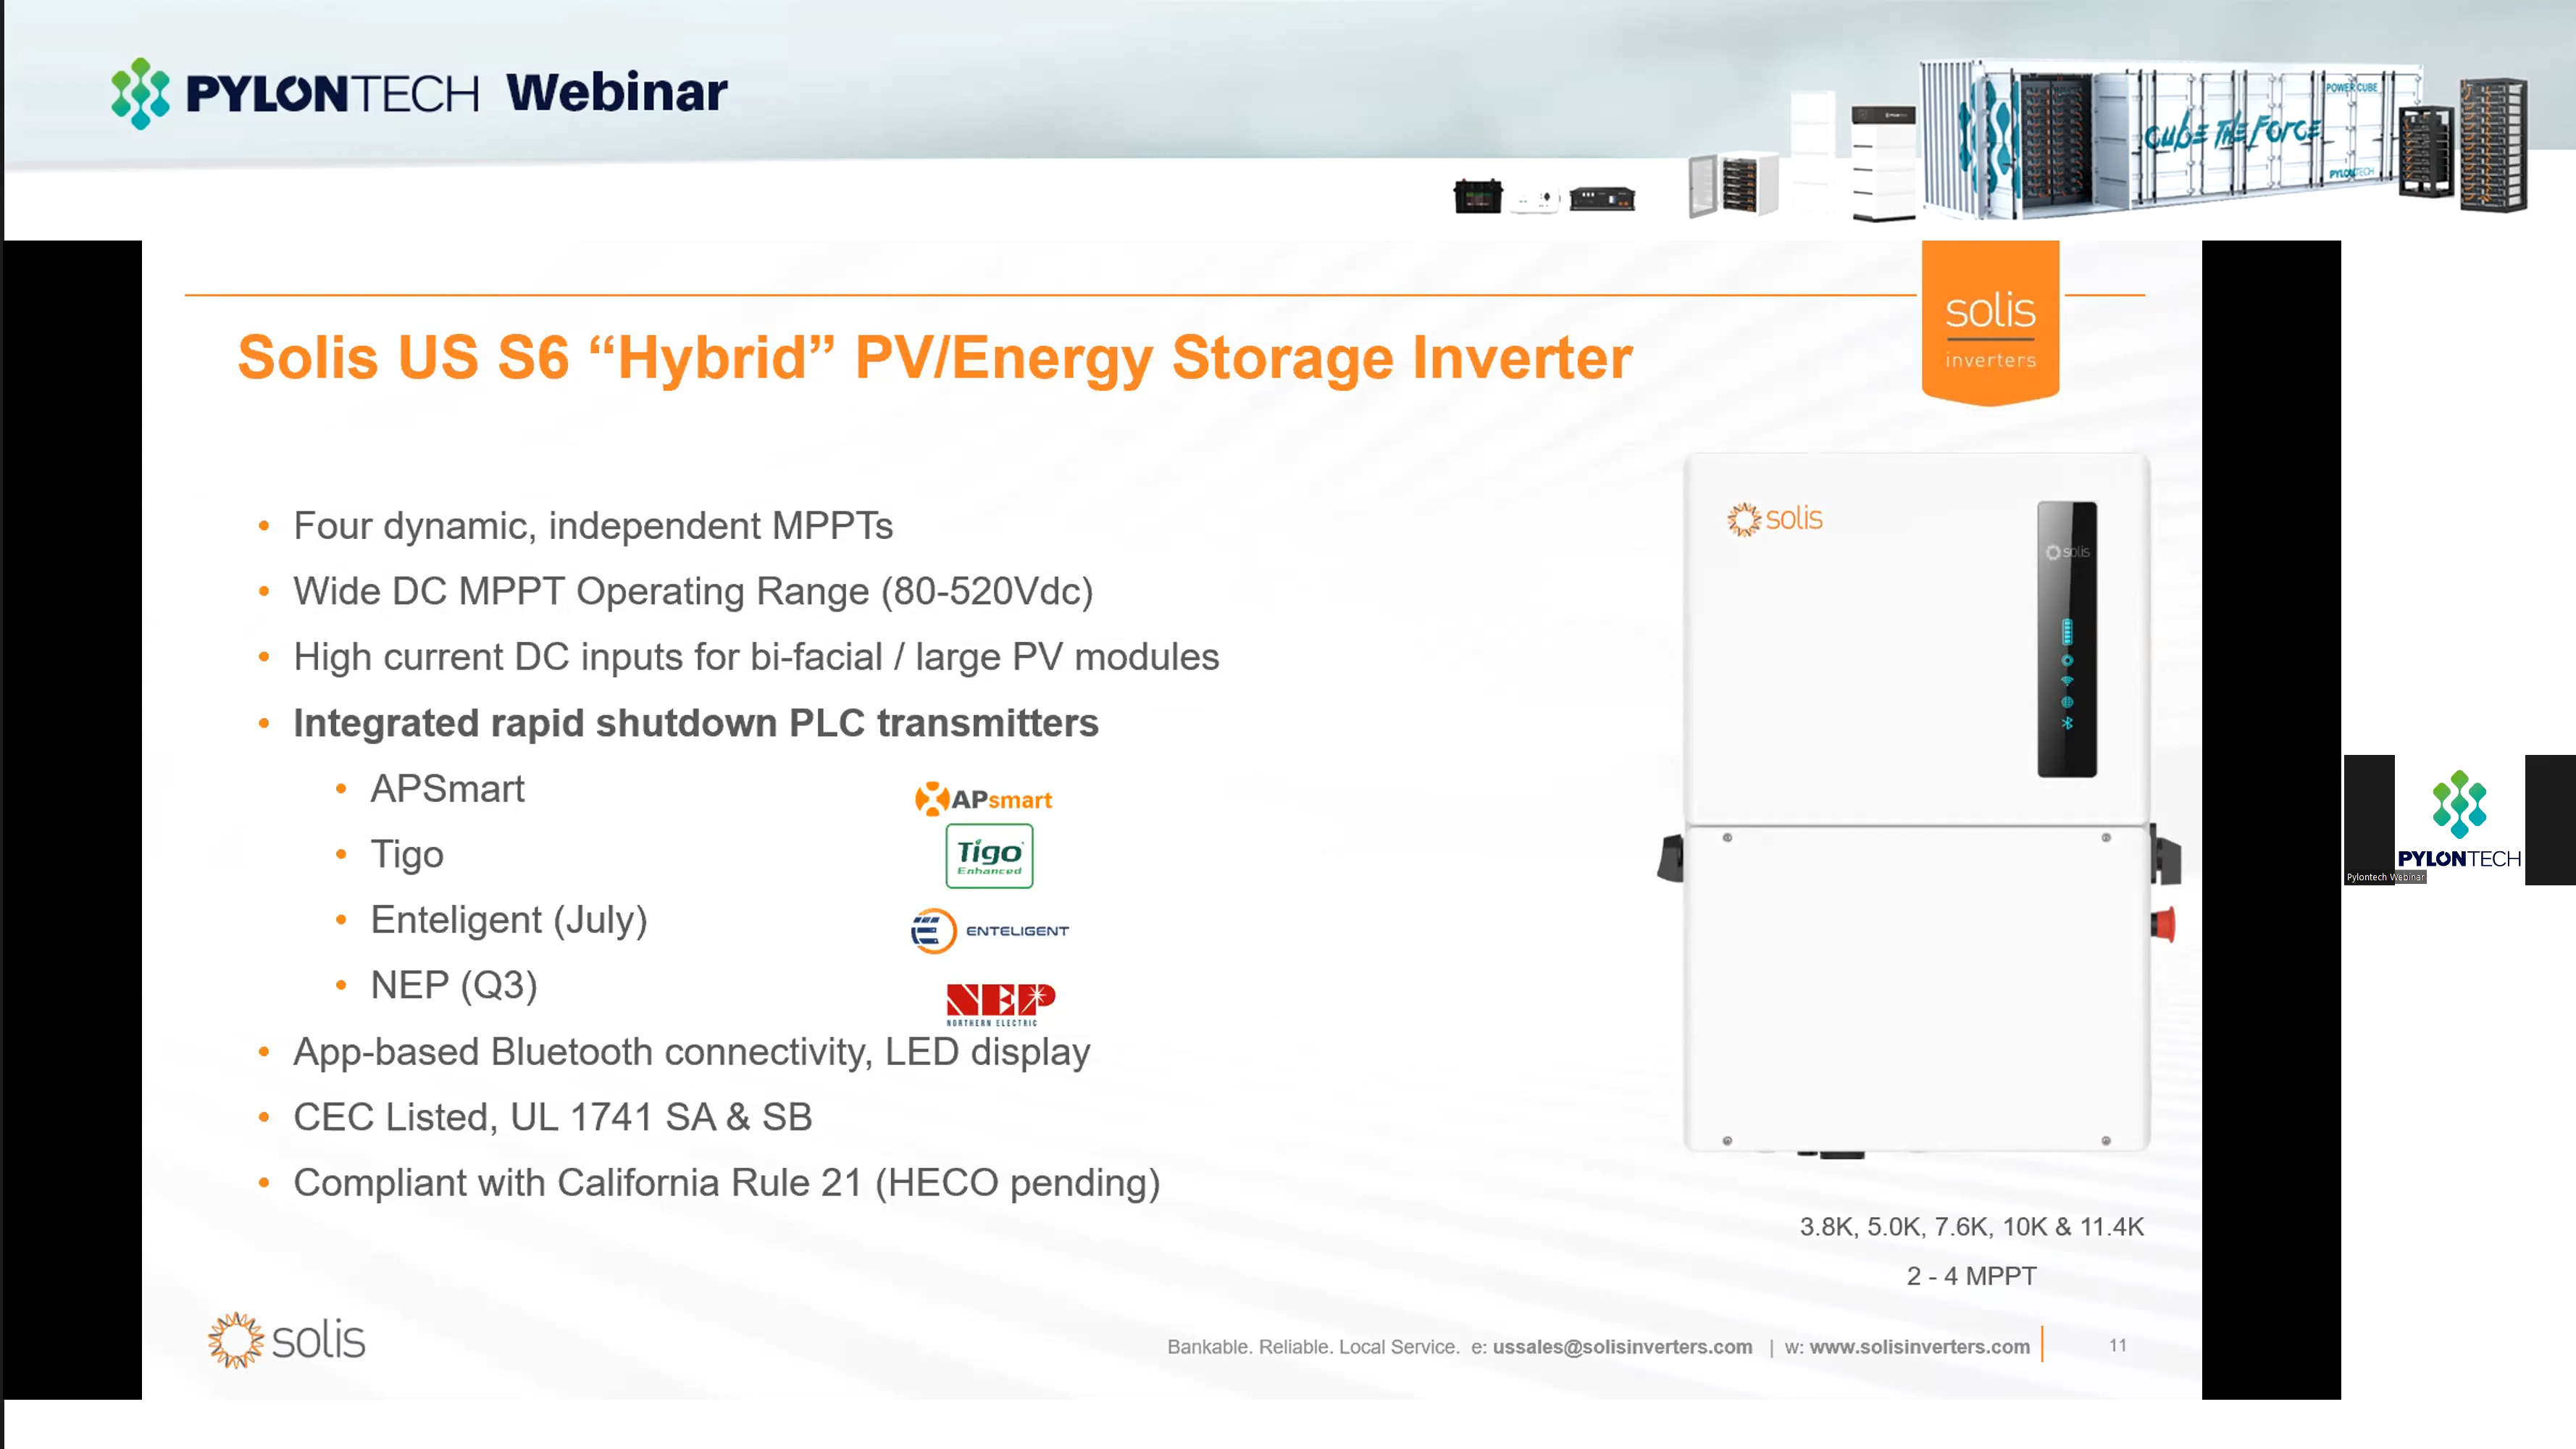 PYLONTECH Webinar
POWER CUBE
CUBE THE FORCE
PYLONTECH
solis
inverters
Solis US S6 “Hybrid” PV/Energy Storage Inverter
• Four dynamic, independent MPPTs
• Wide DC MPPT Operating Range (80-520Vdc)
• High current DC inputs for bi-facial / large PV modules
• Integrated rapid shutdown PLC transmitters
• APSmart
• Tigo
• Enteligent (July)
• NEP (Q3)
APsmart
Tigo
Enhanced
ENTELIGENT
NEP
NORTHERN ELECTRIC
• App-based Bluetooth connectivity, LED display
• CEC Listed, UL 1741 SA & SB
• Compliant with California Rule 21 (HECO pending)
solis
solis
3.8K, 5.0K, 7.6K, 10K & 11.4K
2 - 4 MPPT
solis
Bankable. Reliable. Local Service. e: ussales@solisinverters.com | w: www.solisinverters.com
11
PYLONTECH
Pylontech Webinar